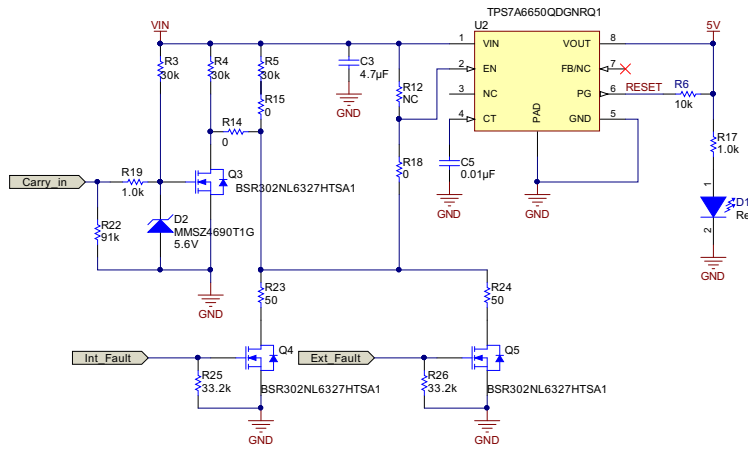 TPS7A6650QDGNRQ1
VIN
U2
5V
R3
30k
R4
30k
R5
30k
C3
4.7µF
GND
R12
NC
1
VIN
VOUT
8
2
EN
FB/NC
7
3
NC
PG
6
RESET
R6
10k
4
CT
GND
5
PAD
R15
0
R14
0
R17
1.0k
Carry_in
R19
1.0k
Q3
BSR302NL6327HTSA1
R18
0
C5
0.01µF
GND
GND
1
D1
Re
2
GND
R22
91k
D2
MMSZ4690T1G
5.6V
GND
R23
50
R24
50
Int_Fault
Q4
Ext_Fault
Q5
R25
33.2k
BSR302NL6327HTSA1
R26
33.2k
BSR302NL6327HTSA1
GND
GND